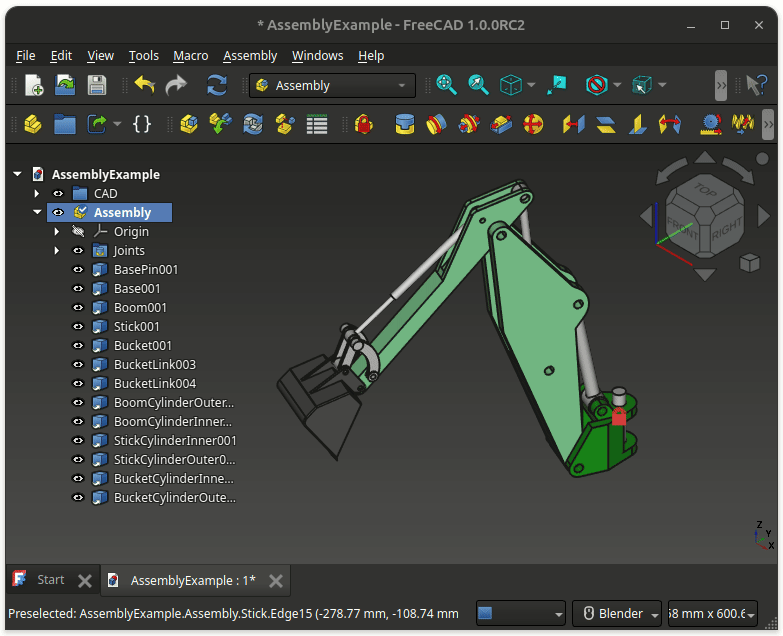 * AssemblyExample - FreeCAD 1.0.0RC2
File Edit View Tools Macro Assembly Windows Help
Assembly
AssemblyExample
CAD
Assembly
Origin
Joints
BasePin001
Base001
Boom001
Stick001
Bucket001
BucketLink003
BucketLink004
BoomCylinderOuter...
BoomCylinderInner...
StickCylinderInner001
StickCylinderOuter0...
BucketCylinderInne...
BucketCylinderOute...
TOP
FRONT
RIGHT
Z
Y
X
Start
AssemblyExample : 1*
Preselected: AssemblyExample.Assembly.Stick.Edge15 (-278.77 mm, -108.74 mm
Blender
58 mm x 600.6